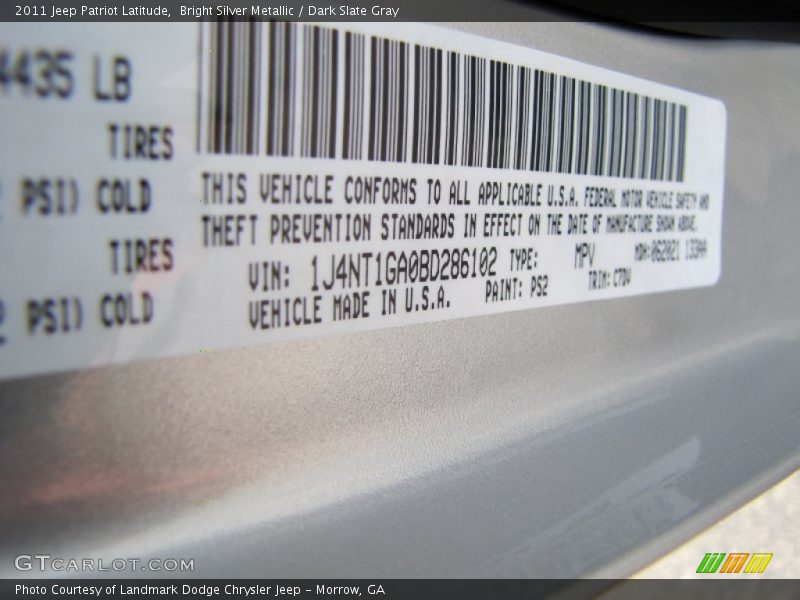 2011 Jeep Patriot Latitude, Bright Silver Metallic / Dark Slate Gray
4435 LB
TIRES
PSI) COLD
TIRES
PSI) COLD
THIS VEHICLE CONFORMS TO ALL APPLICABLE U.S.A. FEDERAL MOTOR VEHICLE SAFETY AND
THEFT PREVENTION STANDARDS IN EFFECT ON THE DATE OF MANUFACTURE SHOWN ABOVE.
VIN: 1J4NT1GA0BD286102 TYPE: MPV MDH:062021
VEHICLE MADE IN U.S.A. PAINT: PS2 TRIM:
GTCARLOT.COM
Photo Courtesy of Landmark Dodge Chrysler Jeep – Morrow, GA